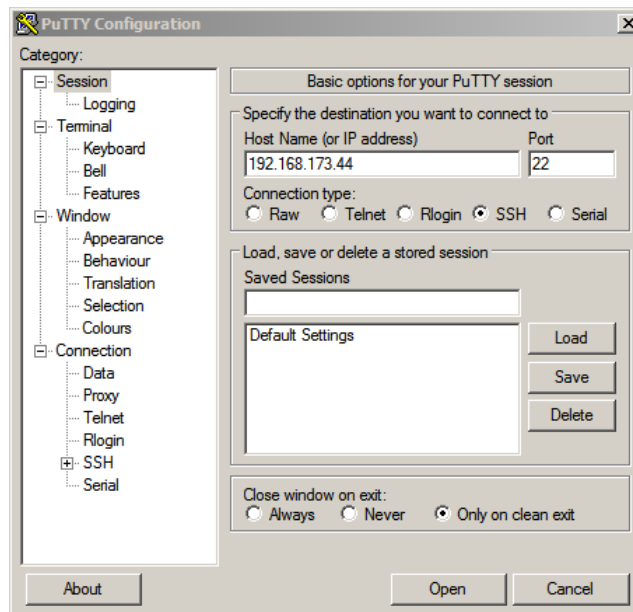 PuTTY Configuration
Category:
Session
Logging
Terminal
Keyboard
Bell
Features
Window
Appearance
Behaviour
Translation
Selection
Colours
Connection
Data
Proxy
Telnet
Rlogin
SSH
Serial
Basic options for your PuTTY session
Specify the destination you want to connect to
Host Name (or IP address) Port
192.168.173.44 22
Connection type:
Raw Telnet Rlogin SSH Serial
Load, save or delete a stored session
Saved Sessions
Default Settings
Load
Save
Delete
Close window on exit:
Always Never Only on clean exit
About Open Cancel